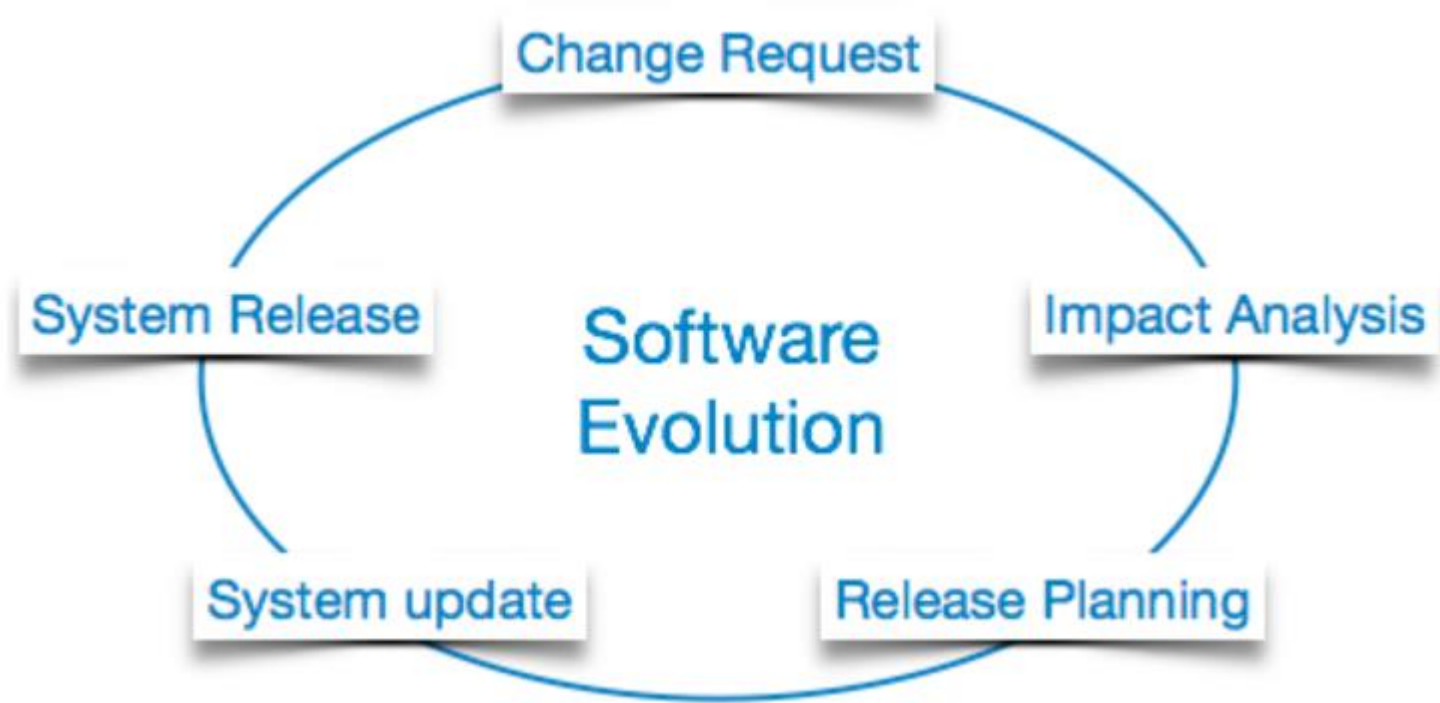 Change Request
System Release
Software
Evolution
Impact Analysis
System update
Release Planning